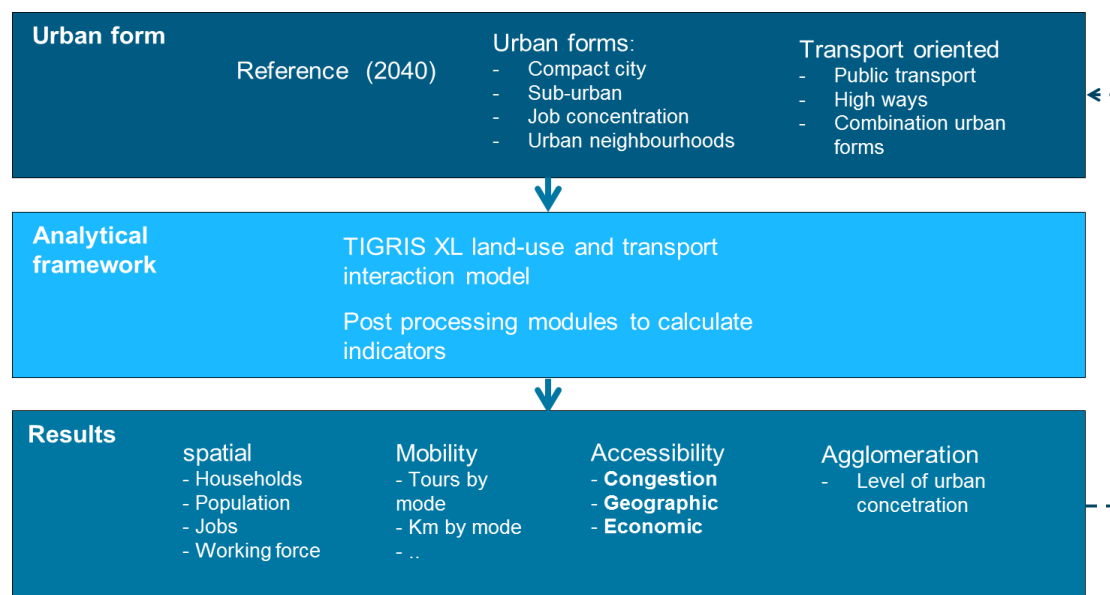 Urban form
Reference (2040)
Urban forms:
- Compact city
- Sub-urban
- Job concentration
- Urban neighbourhoods
Transport oriented
- Public transport
- High ways
- Combination urban
forms
Analytical
framework
TIGRIS XL land-use and transport
interaction model
Post processing modules to calculate
indicators
Results
spatial
- Households
- Population
- Jobs
- Working force
Mobility
- Tours by
mode
- Km by mode
- ..
Accessibility
- Congestion
- Geographic
- Economic
Agglomeration
- Level of urban
concetration